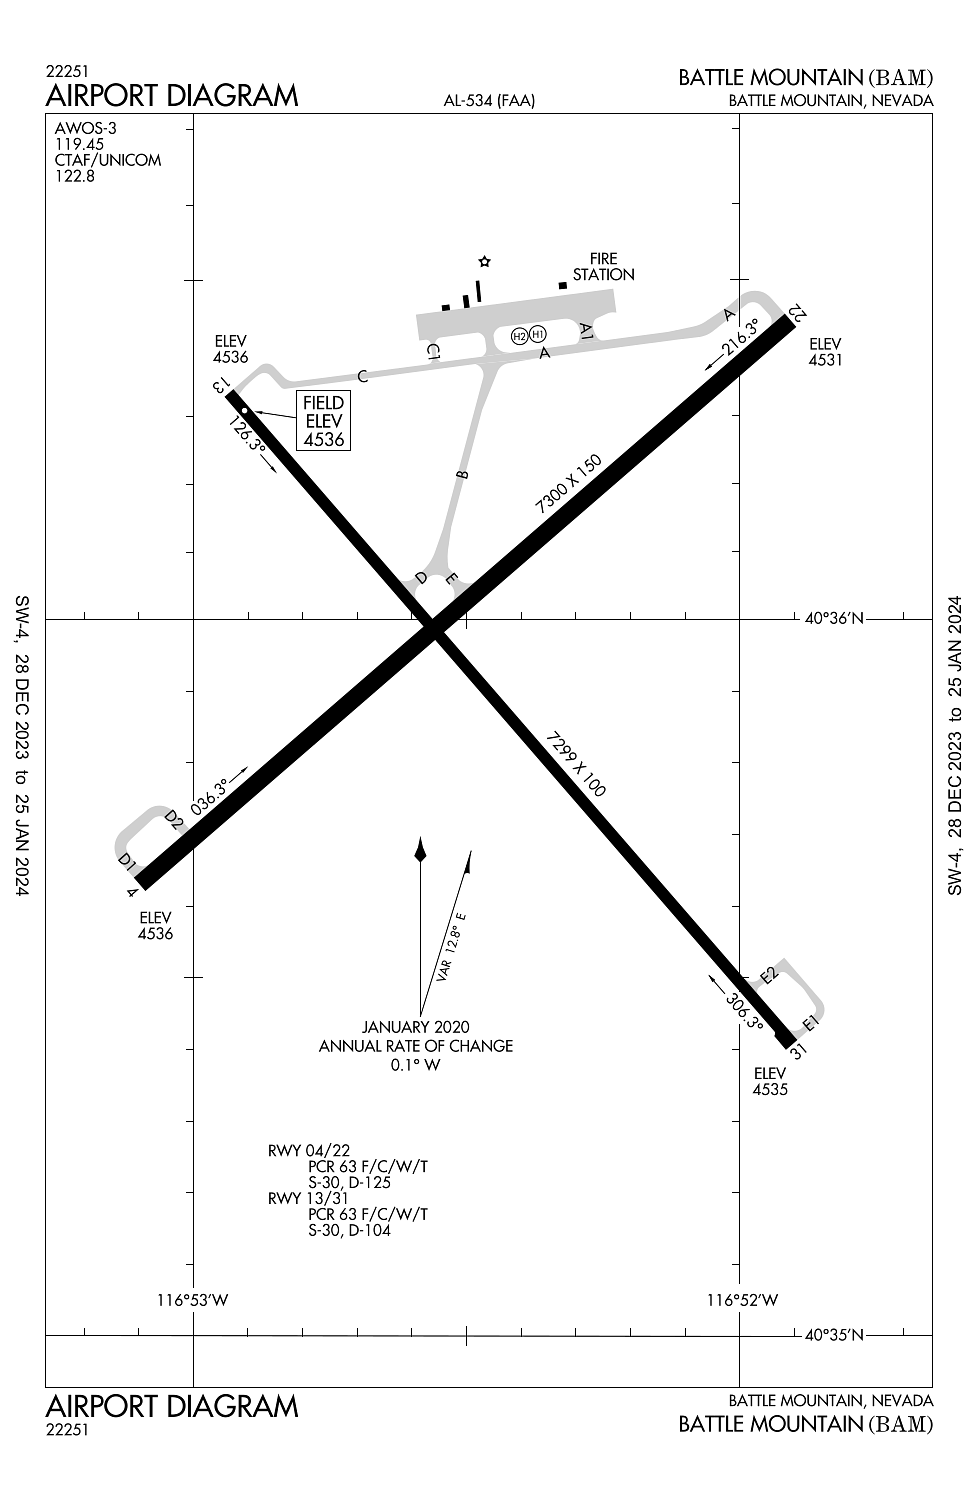 22251
AIRPORT DIAGRAM
AL-534 (FAA)
BATTLE MOUNTAIN (BAM)
BATTLE MOUNTAIN, NEVADA
AWOS-3
119.45
CTAF/UNICOM
122.8
FIRE
STATION
H2
H1
A1
A
A
C1
C
22
216.3°
ELEV
4531
ELEV
4536
13
126.3°
FIELD
ELEV
4536
7300 X 150
B
D
E
40°36'N
SW-4, 28 DEC 2023 to 25 JAN 2024
SW-4, 28 DEC 2023 to 25 JAN 2024
7299 X 100
036.3°
D2
D1
4
ELEV
4536
VAR 12.8° E
JANUARY 2020
ANNUAL RATE OF CHANGE
0.1° W
E2
E1
306.3°
31
ELEV
4535
RWY 04/22
PCR 63 F/C/W/T
S-30, D-125
RWY 13/31
PCR 63 F/C/W/T
S-30, D-104
116°53'W
116°52'W
40°35'N
AIRPORT DIAGRAM
22251
BATTLE MOUNTAIN, NEVADA
BATTLE MOUNTAIN (BAM)